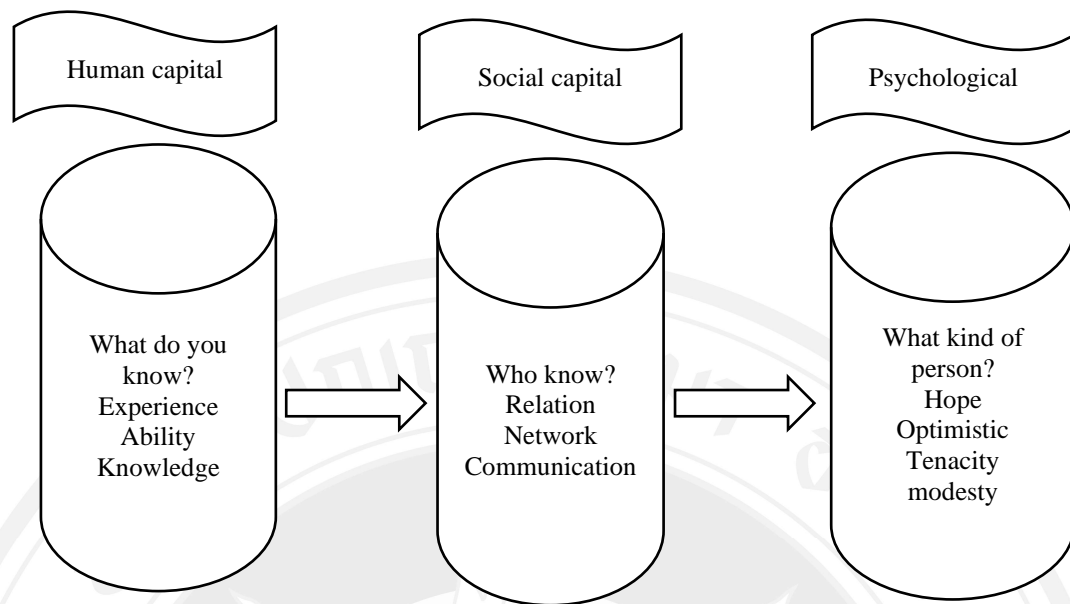 Human capital
Social capital
Psychological
What do you
know?
Experience
Ability
Knowledge
Who know?
Relation
Network
Communication
What kind of
person?
Hope
Optimistic
Tenacity
modesty